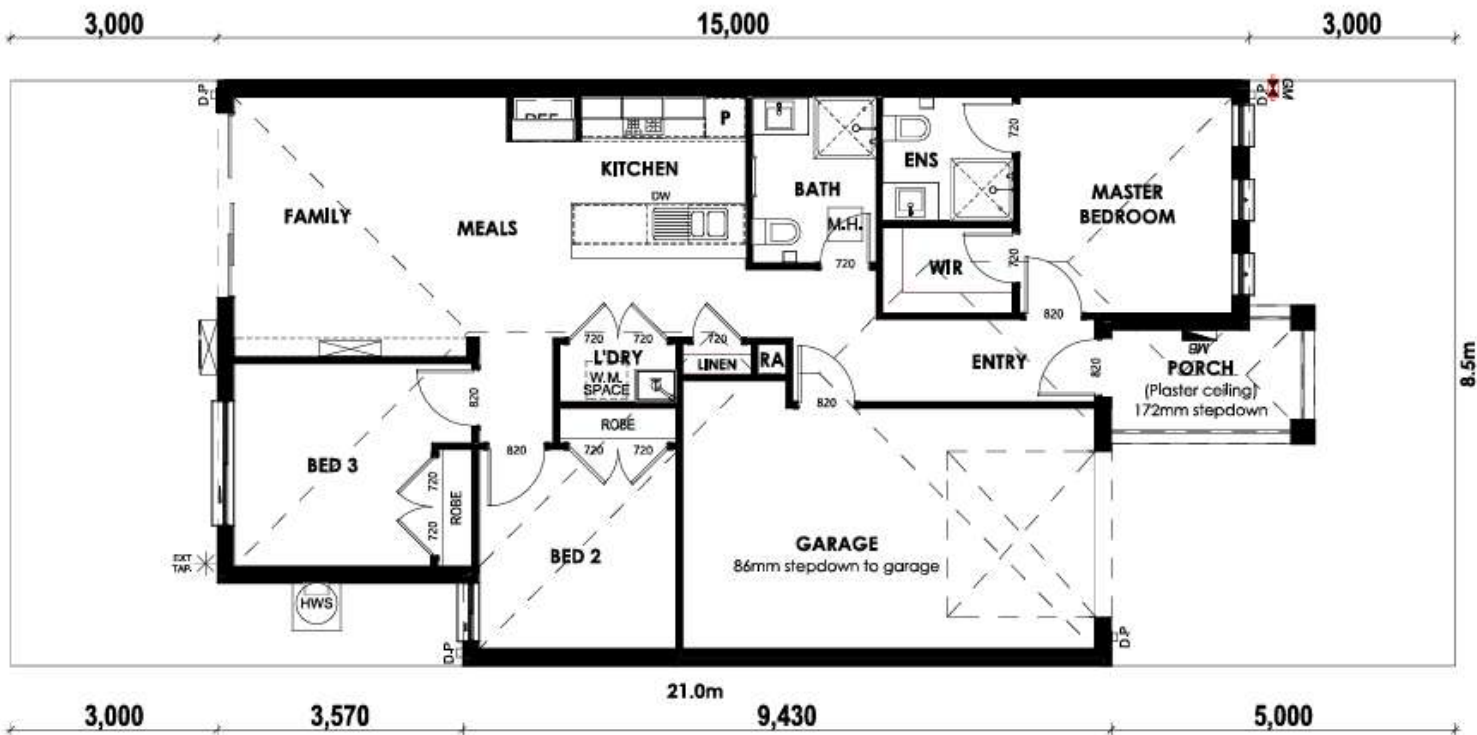 3,000 15,000 3,000
D.P
D.P
GM
P
720
KITCHEN
ENS
BATH
MASTER
BEDROOM
FAMILY
DW
MEALS
M.H.
720
WIR
720
820
720 720
720
L'DRY
LINEN
RA
ENTRY
820
MB
PORCH
(Plaster ceiling)
172mm stepdown
8.5m
W.M.
SPACE
820
820
ROBE
720 720
820
BED 3
720
720
ROBE
BED 2
GARAGE
86mm stepdown to garage
EXT
TAP.
HWS
D.P
D.P
21.0m
3,000 3,570 9,430 5,000